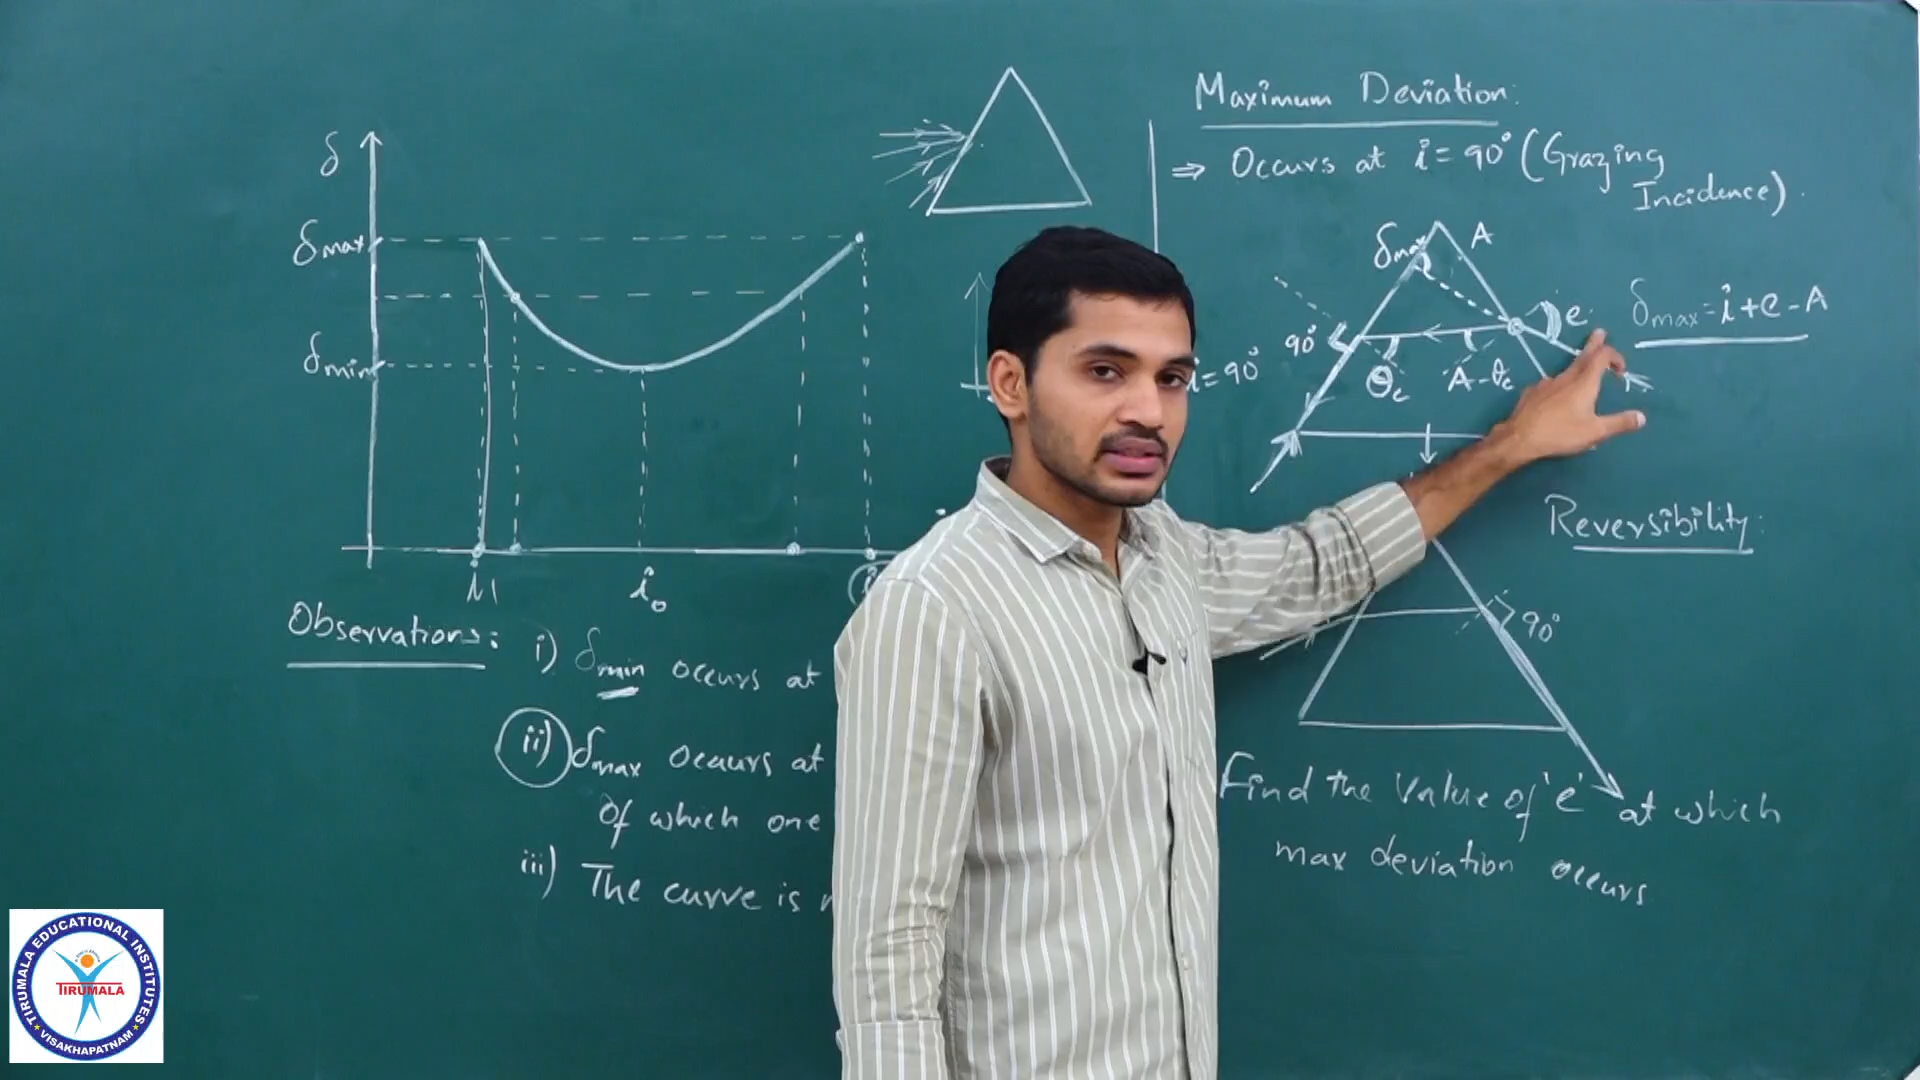 δ
δmax
δmin
i1
i₀
Observations:
i) δmin occurs at
ii) δmax occurs at
of which one
iii) The curve is
Maximum Deviation:
⇒ Occurs at i = 90° (Grazing
Incidence).
δmax
A
90°
θc
A-θc
e
δmax = i + e - A
i = 90°
Reversibility:
90°
Find the value of 'e' at which
max deviation occurs
TIRUMALA EDUCATIONAL INSTITUTES
TIRUMALA
VISAKHAPATNAM